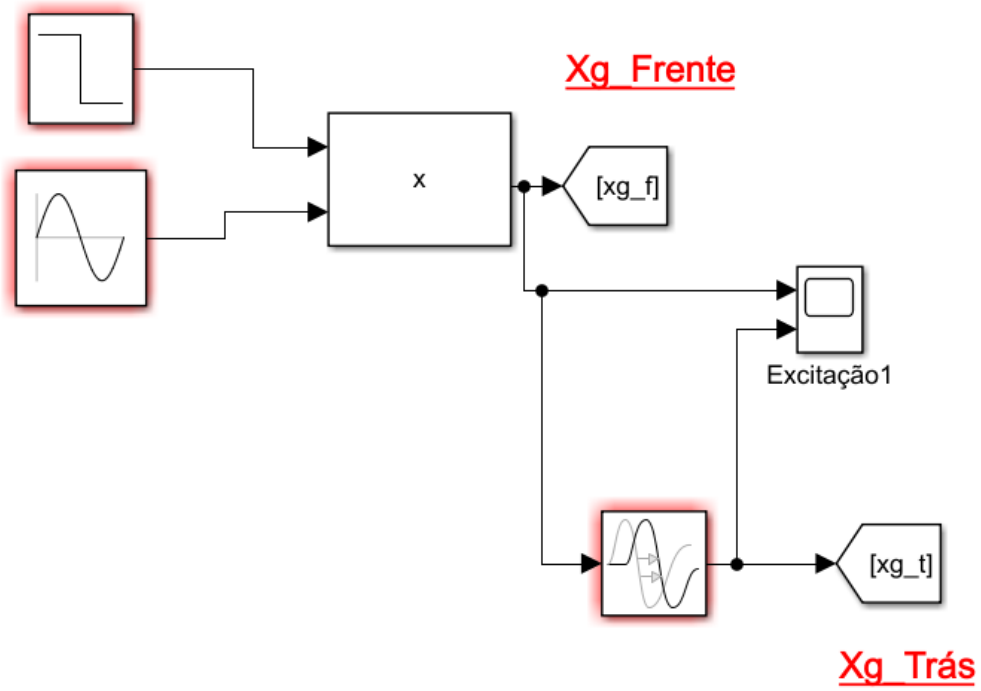 Xg_Frente
x
[xg_f]
Excitação1
[xg_t]
Xg_Trás